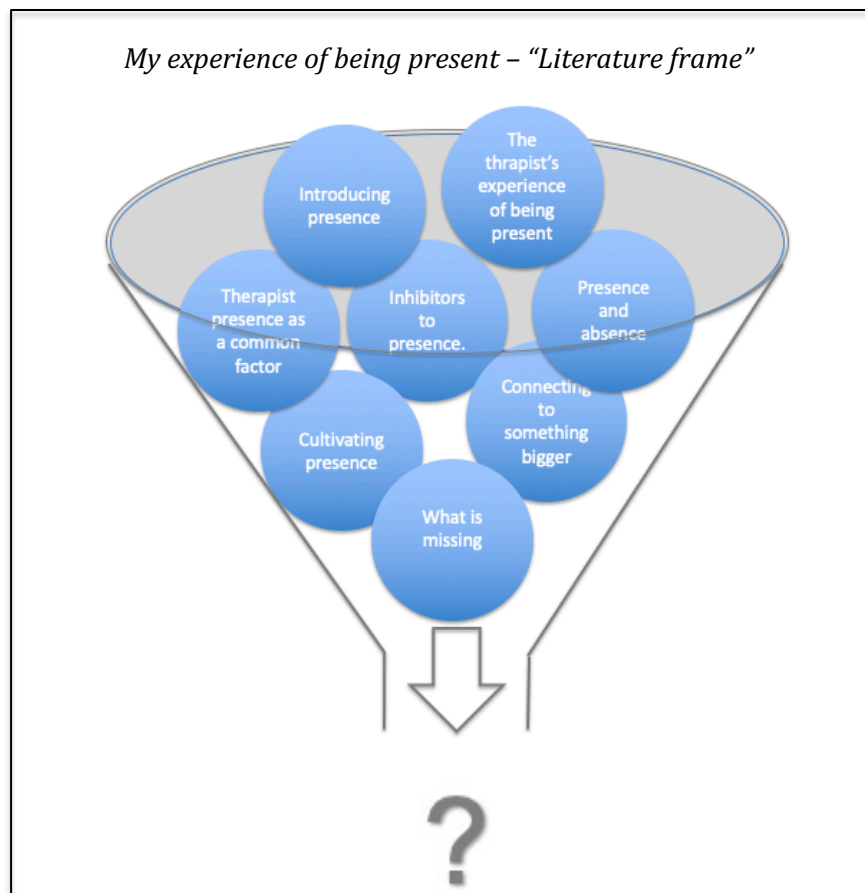 My experience of being present – “Literature frame”
Introducing
presence
The
thrapist’s
experience
of being
present
Therapist
presence as
a common
factor
Inhibitors
to
presence.
Presence
and
absence
Cultivating
presence
Connecting
to
something
bigger
What is
missing
?